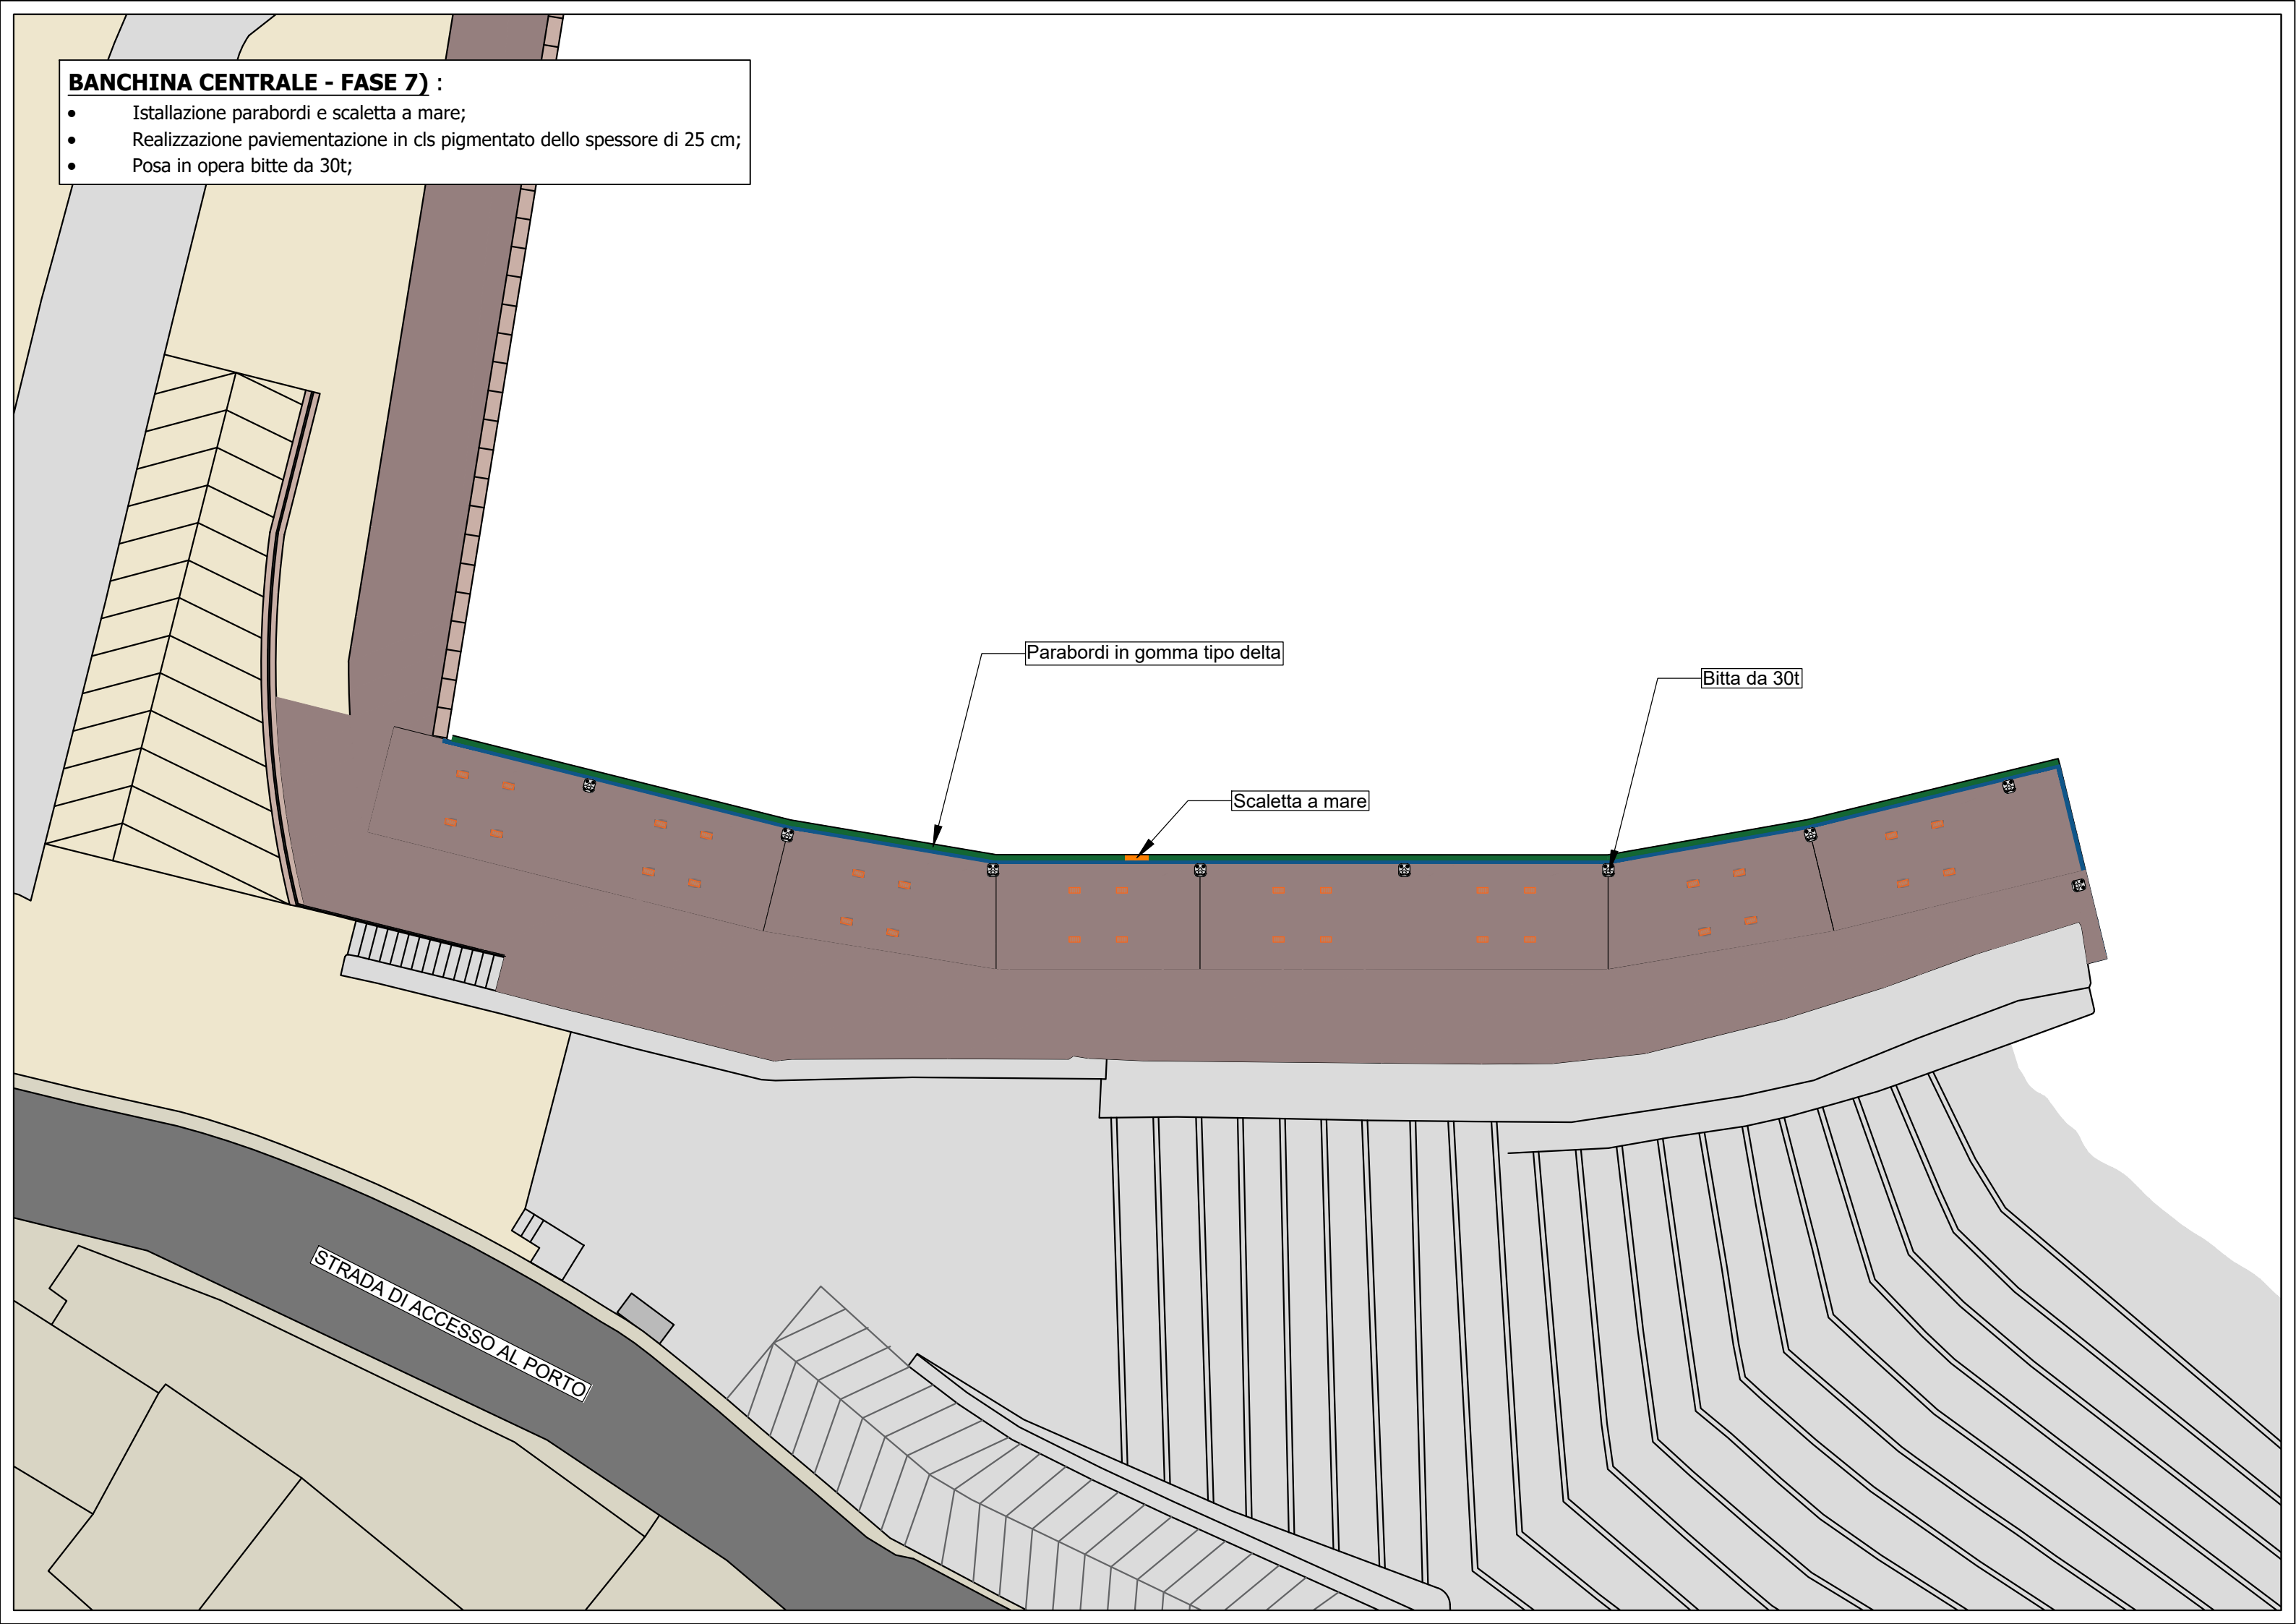 BANCHINA CENTRALE - FASE 7) :
• Istallazione parabordi e scaletta a mare;
• Realizzazione paviementazione in cls pigmentato dello spessore di 25 cm;
• Posa in opera bitte da 30t;
Parabordi in gomma tipo delta
Bitta da 30t
Scaletta a mare
STRADA DI ACCESSO AL PORTO